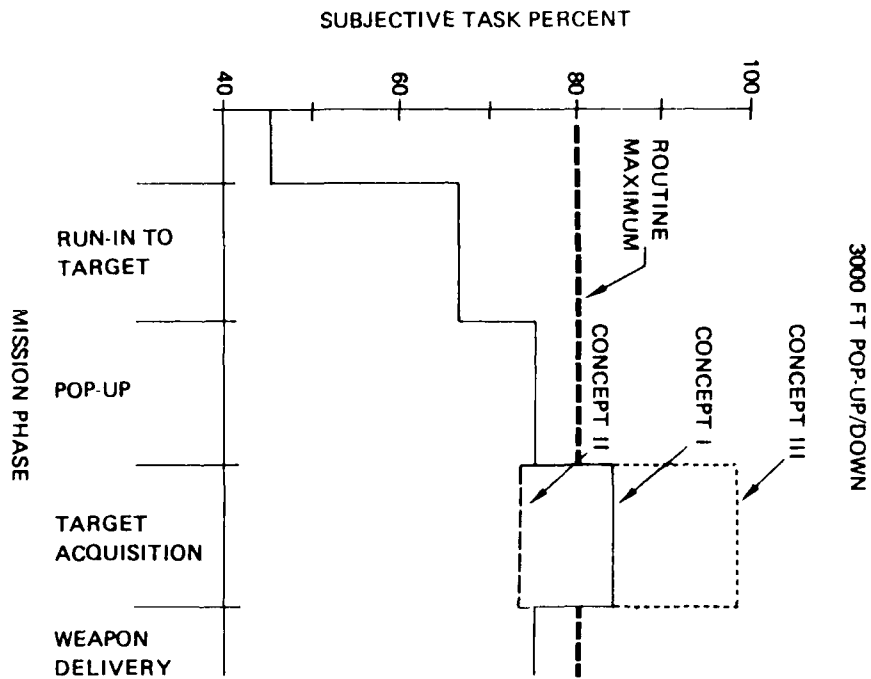 SUBJECTIVE TASK PERCENT
40
60
80
100
ROUTINE
MAXIMUM
3000 FT POP-UP/DOWN
CONCEPT II
CONCEPT I
CONCEPT III
RUN-IN TO
TARGET
POP-UP
TARGET
ACQUISITION
WEAPON
DELIVERY
MISSION PHASE